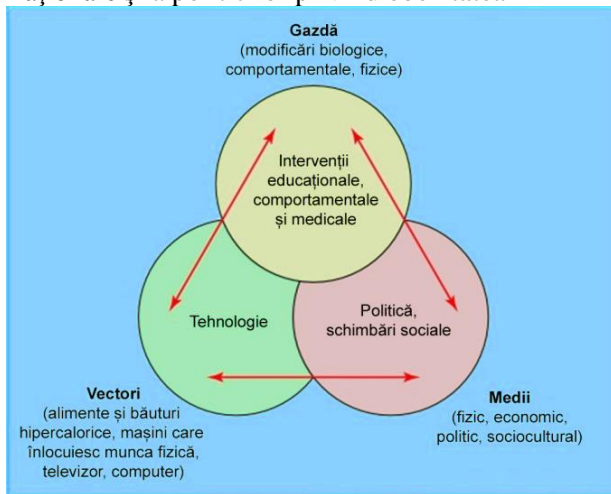 Gazdă
(modificări biologice,
comportamentale, fizice)
Intervenții
educaționale,
comportamentale
și medicale
Tehnologie
Politică,
schimbări sociale
Vectori
(alimente și băuturi
hipercalorice, mașini care
înlocuiesc munca fizică,
televizor, computer)
Medii
(fizic, economic,
politic, sociocultural)